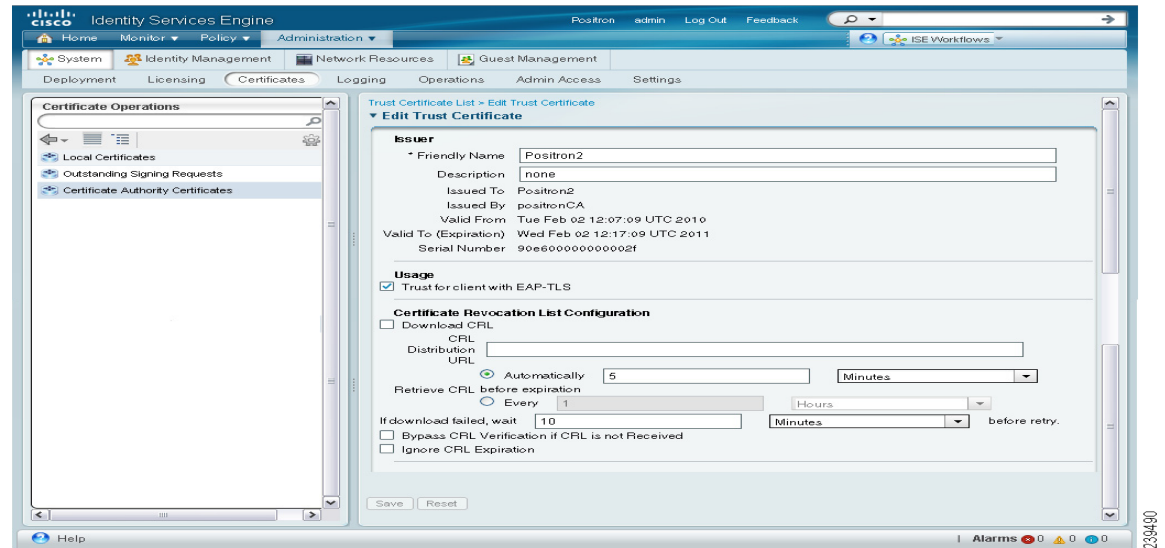 CISCO Identity Services Engine Positron admin Log Out Feedback
Home Monitor Policy Administration ISE Workflows
System Identity Management Network Resources Guest Management
Deployment Licensing Certificates Logging Operations Admin Access Settings
Certificate Operations
Local Certificates
Outstanding Signing Requests
Certificate Authority Certificates
Trust Certificate List > Edit Trust Certificate
Edit Trust Certificate
Issuer
* Friendly Name Positron2
Description none
Issued To Positron2
Issued By positronCA
Valid From Tue Feb 02 12:07:09 UTC 2010
Valid To (Expiration) Wed Feb 02 12:17:09 UTC 2011
Serial Number 90e600000000002f
Usage
Trust for client with EAP-TLS
Certificate Revocation List Configuration
Download CRL
CRL
Distribution
URL
Automatically 5 Minutes
Retrieve CRL before expiration
Every 1 Hours
If download failed, wait 10 Minutes before retry.
Bypass CRL Verification if CRL is not Received
Ignore CRL Expiration
Save Reset
Help Alarms 0 0 0
239490